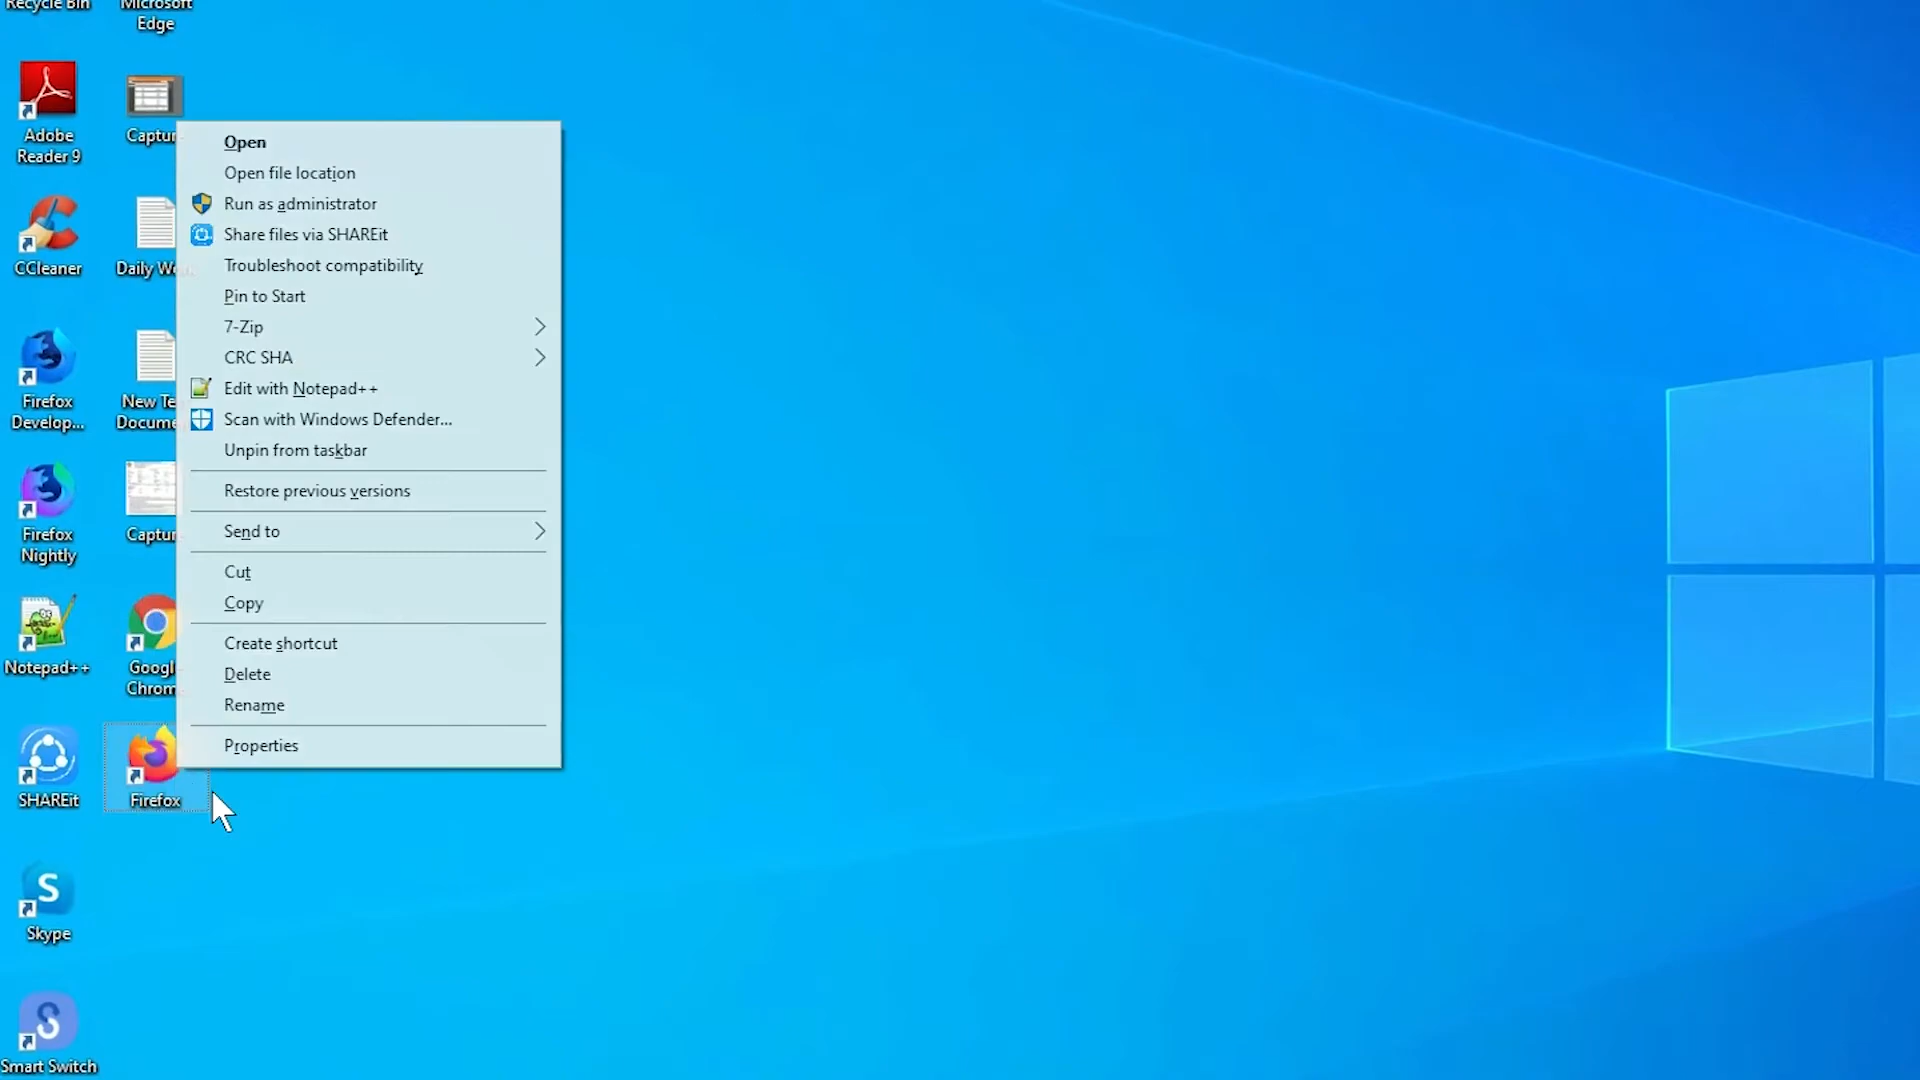 Recycle Bin
Microsoft
Edge
Adobe
Reader 9
Captur
CCleaner
Daily Wo
Firefox
Develop...
New Te
Docume
Firefox
Nightly
Captur
Notepad++
Googl
Chrom
SHAREit
Firefox
Skype
Smart Switch
Open
Open file location
Run as administrator
Share files via SHAREit
Troubleshoot compatibility
Pin to Start
7-Zip
CRC SHA
Edit with Notepad++
Scan with Windows Defender...
Unpin from taskbar
Restore previous versions
Send to
Cut
Copy
Create shortcut
Delete
Rename
Properties